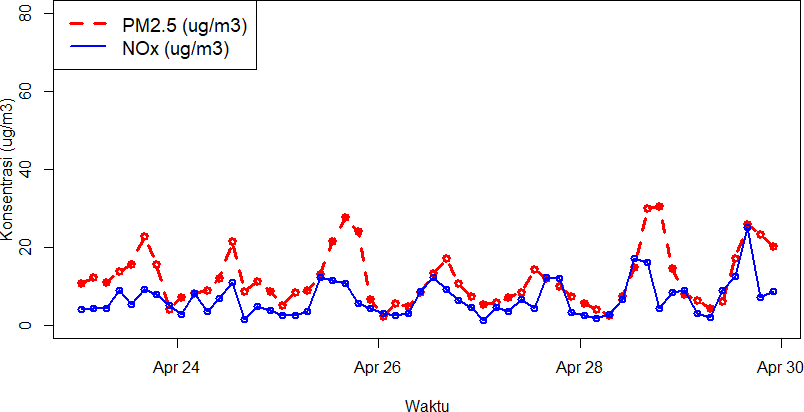 80
60
40
20
0
Konsentrasi (ug/m3)
PM2.5 (ug/m3)
NOx (ug/m3)
Apr 24
Apr 26
Apr 28
Apr 30
Waktu